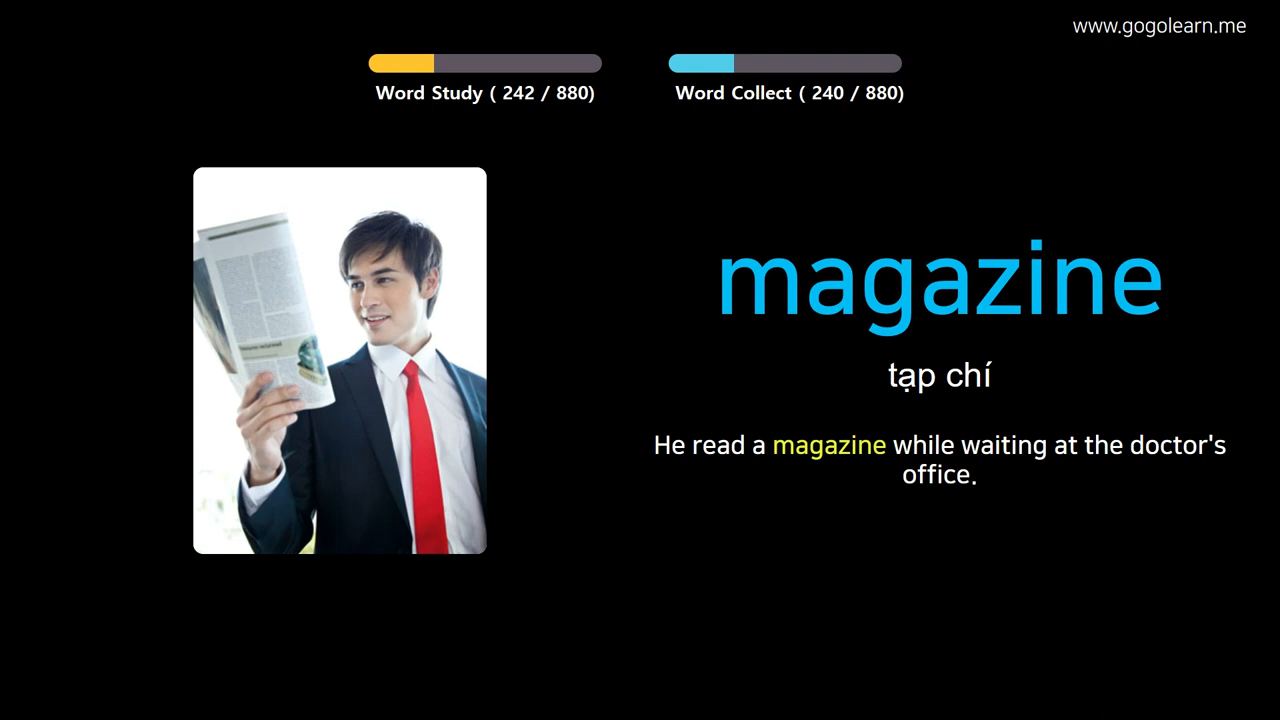 www.gogolearn.me
Word Study ( 242 / 880)
Word Collect ( 240 / 880)
magazine
tạp chí
He read a magazine while waiting at the doctor's
office.